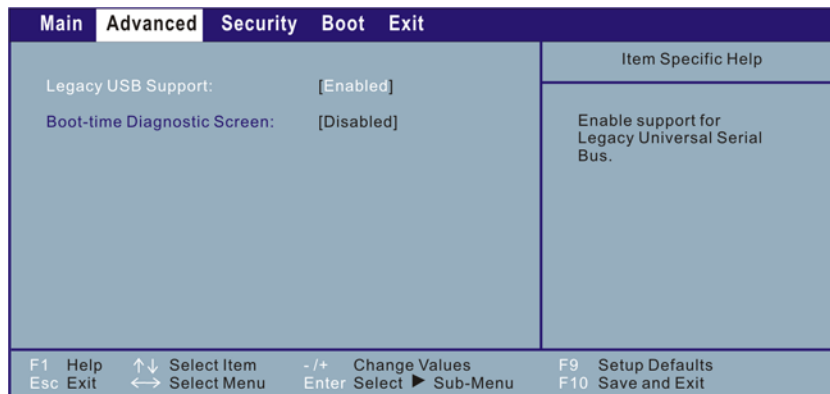 Main Advanced Security Boot Exit
Item Specific Help
Legacy USB Support: [Enabled]
Boot-time Diagnostic Screen: [Disabled]
Enable support for
Legacy Universal Serial
Bus.
F1 Help ↑↓ Select Item -/+ Change Values F9 Setup Defaults
Esc Exit ←→ Select Menu Enter Select ▶ Sub-Menu F10 Save and Exit